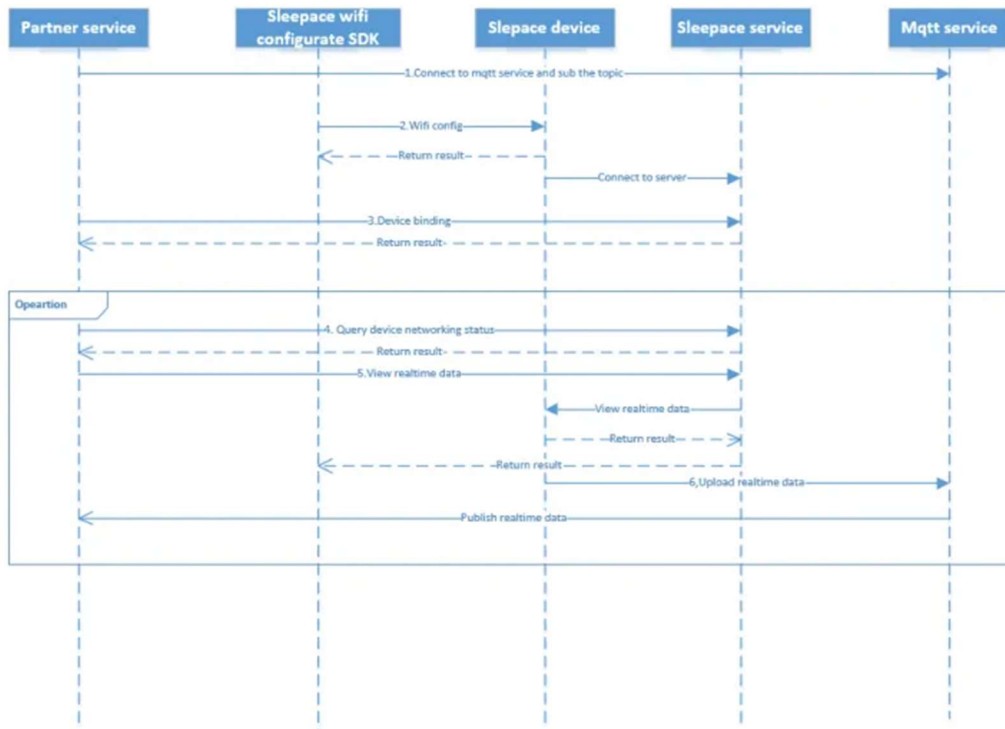 Partner service
Sleepace wifi
configurate SDK
Slepace device
Sleepace service
Mqtt service
1.Connect to mqtt service and sub the topic
2.Wifi config
Return result
Connect to server
3.Device binding
Return result
Opeartion
4. Query device networking status
Return result
5.View realtime data
View realtime data
Return result
Return result
6,Upload realtime data
Publish realtime data